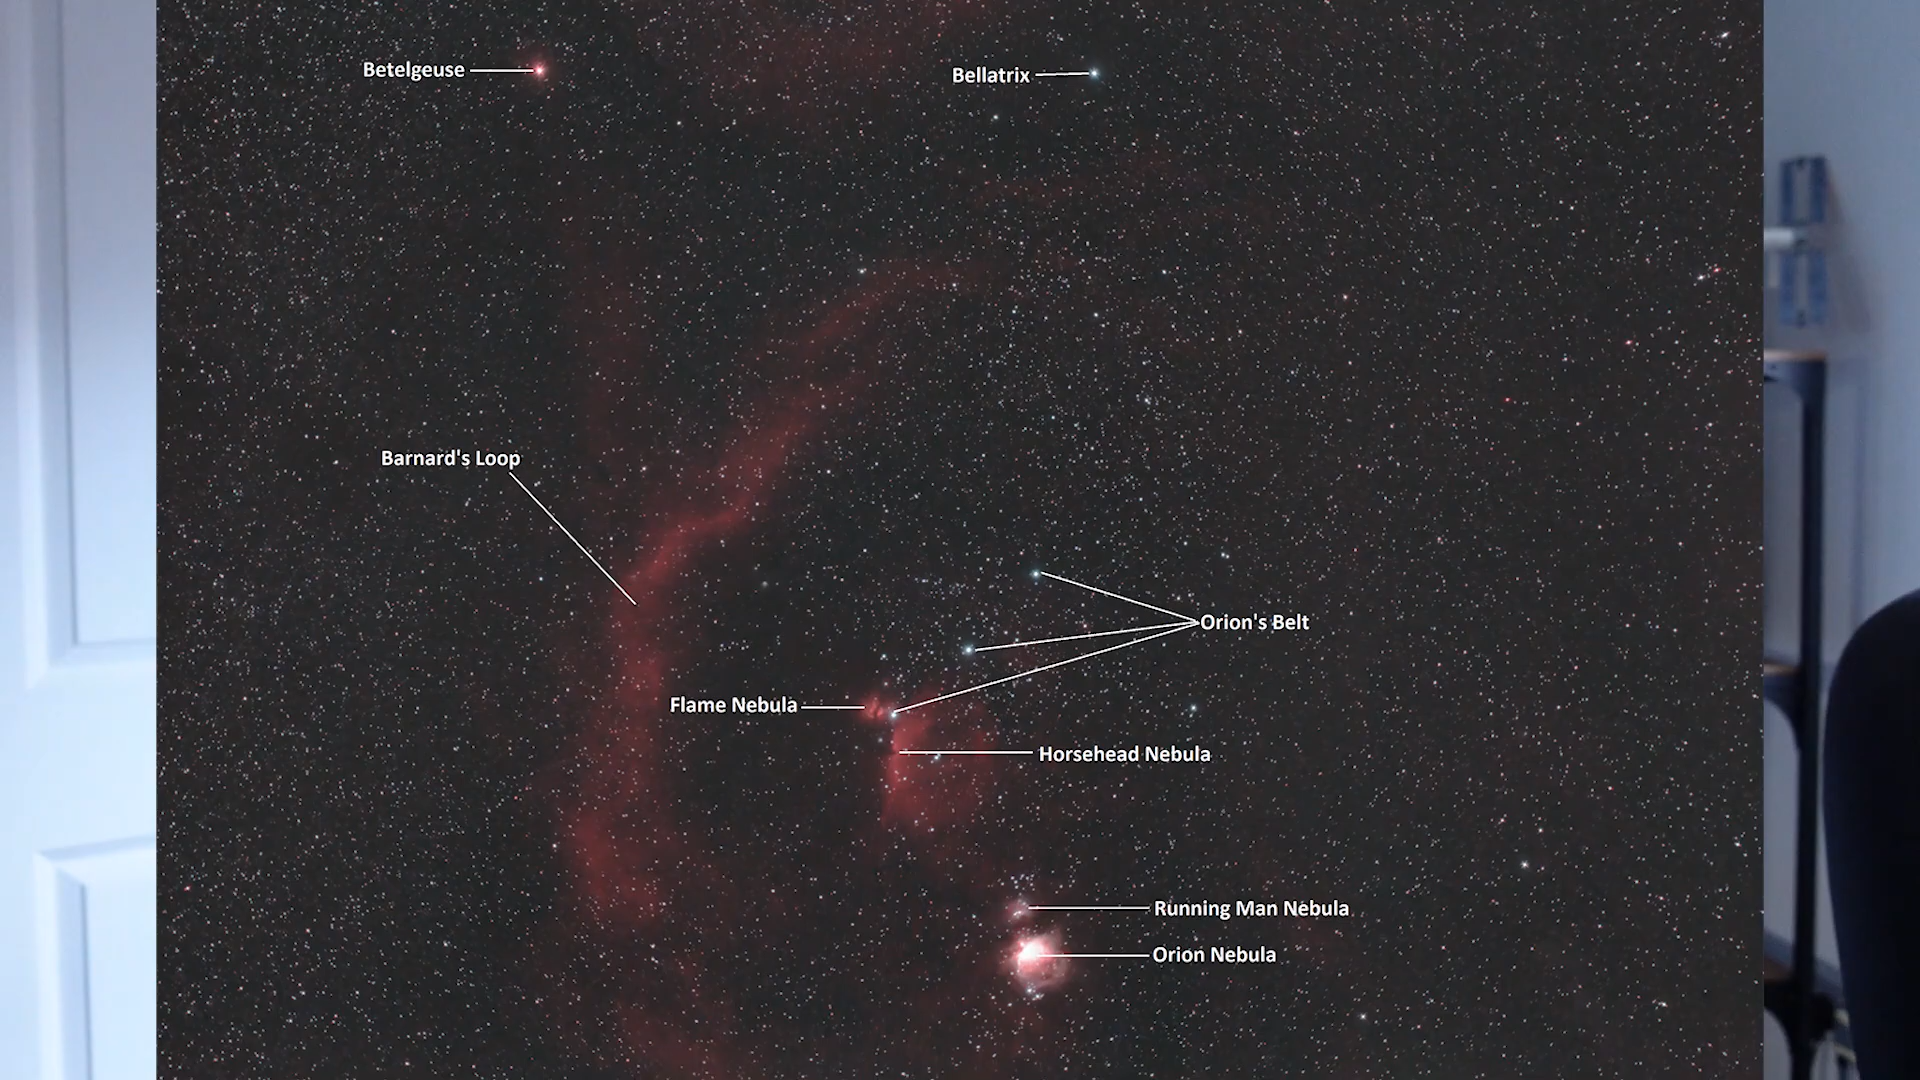 Betelgeuse
Bellatrix
Barnard's Loop
Orion's Belt
Flame Nebula
Horsehead Nebula
Running Man Nebula
Orion Nebula